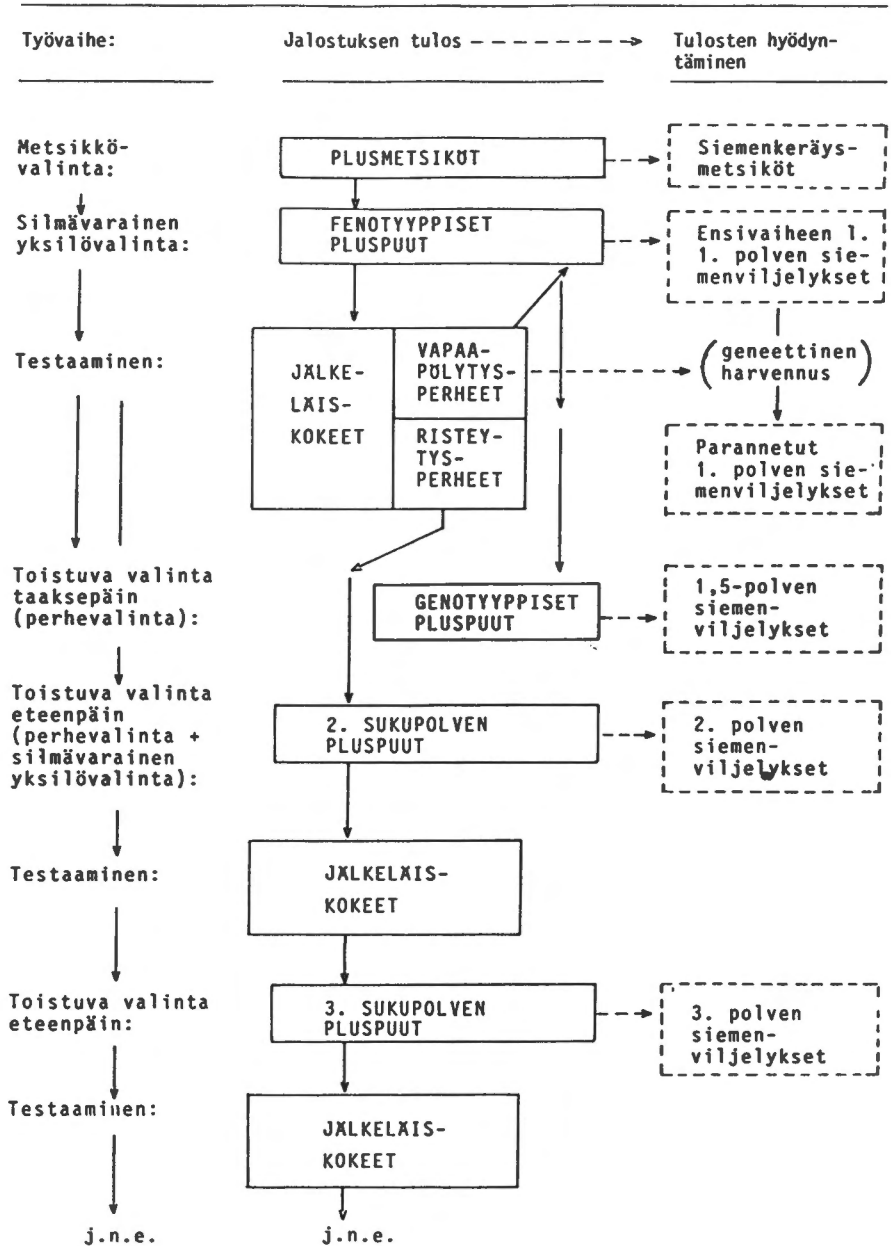 Työvaihe:
Jalostuksen tulos
Tulosten hyödyn-
täminen
Metsikkö-
valinta:
PLUSMETSIKÖT
Siemenkeräys-
metsiköt
Silmävarainen
yksilövalinta:
FENOTYYPPISET
PLUSPUUT
Ensivaiheen l.
1. polven sie-
menviljelykset
Testaaminen:
JÄLKE-
LÄIS-
KOKEET
VAPAA-
PÖLYTYS-
PERHEET
RISTEY-
TYS-
PERHEET
(geneettinen
harvennus)
Parannetut
1. polven sie-
menviljelykset
Toistuva valinta
taaksepäin
(perhevalinta):
GENOTYYPPISET
PLUSPUUT
1,5-polven
siemen-
viljelykset
Toistuva valinta
eteenpäin
(perhevalinta +
silmävarainen
yksilövalinta):
2. SUKUPOLVEN
PLUSPUUT
2. polven
siemen-
viljelykset
Testaaminen:
JÄLKELÄIS-
KOKEET
Toistuva valinta
eteenpäin:
3. SUKUPOLVEN
PLUSPUUT
3. polven
siemen-
viljelykset
Testaaminen:
JÄLKELÄIS-
KOKEET
j.n.e.
j.n.e.